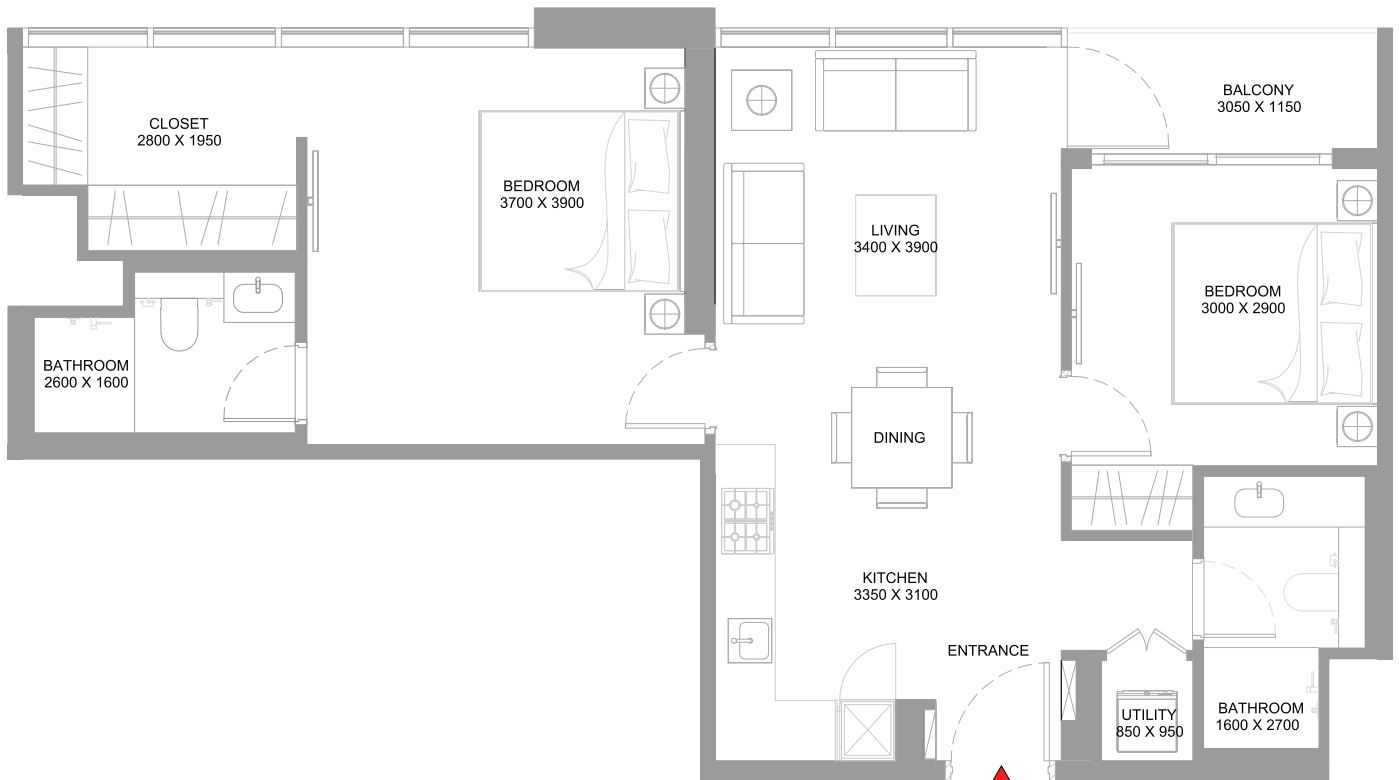 CLOSET
2800 X 1950
BEDROOM
3700 X 3900
BATHROOM
2600 X 1600
LIVING
3400 X 3900
BALCONY
3050 X 1150
BEDROOM
3000 X 2900
DINING
KITCHEN
3350 X 3100
ENTRANCE
UTILITY
850 X 950
BATHROOM
1600 X 2700